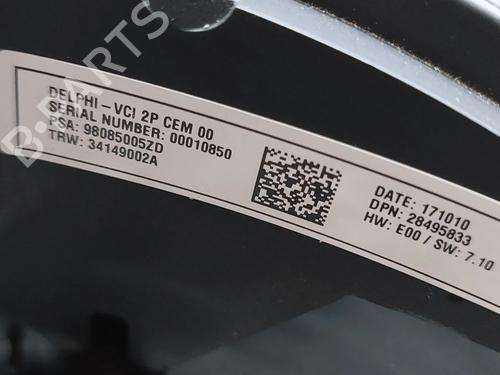 DELPHI - VCI 2P CEM 00
SERIAL NUMBER: 00010850
PSA: 98085005ZD
TRW: 34149002A
DATE: 171010
DPN: 28495833
HW: E00 / SW: 7.10
B-PARTS